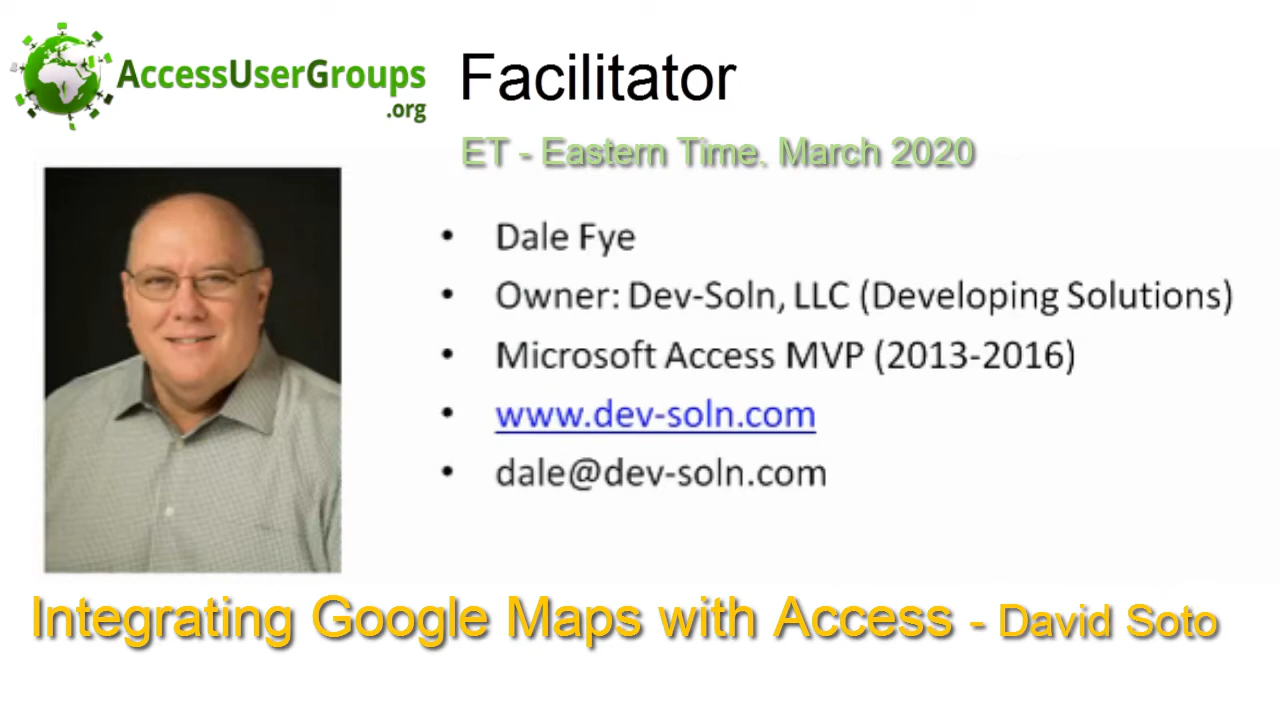 AccessUserGroups
.org
Facilitator
ET - Eastern Time. March 2020
• Dale Fye
• Owner: Dev-Soln, LLC (Developing Solutions)
• Microsoft Access MVP (2013-2016)
• www.dev-soln.com
• dale@dev-soln.com
Integrating Google Maps with Access - David Soto